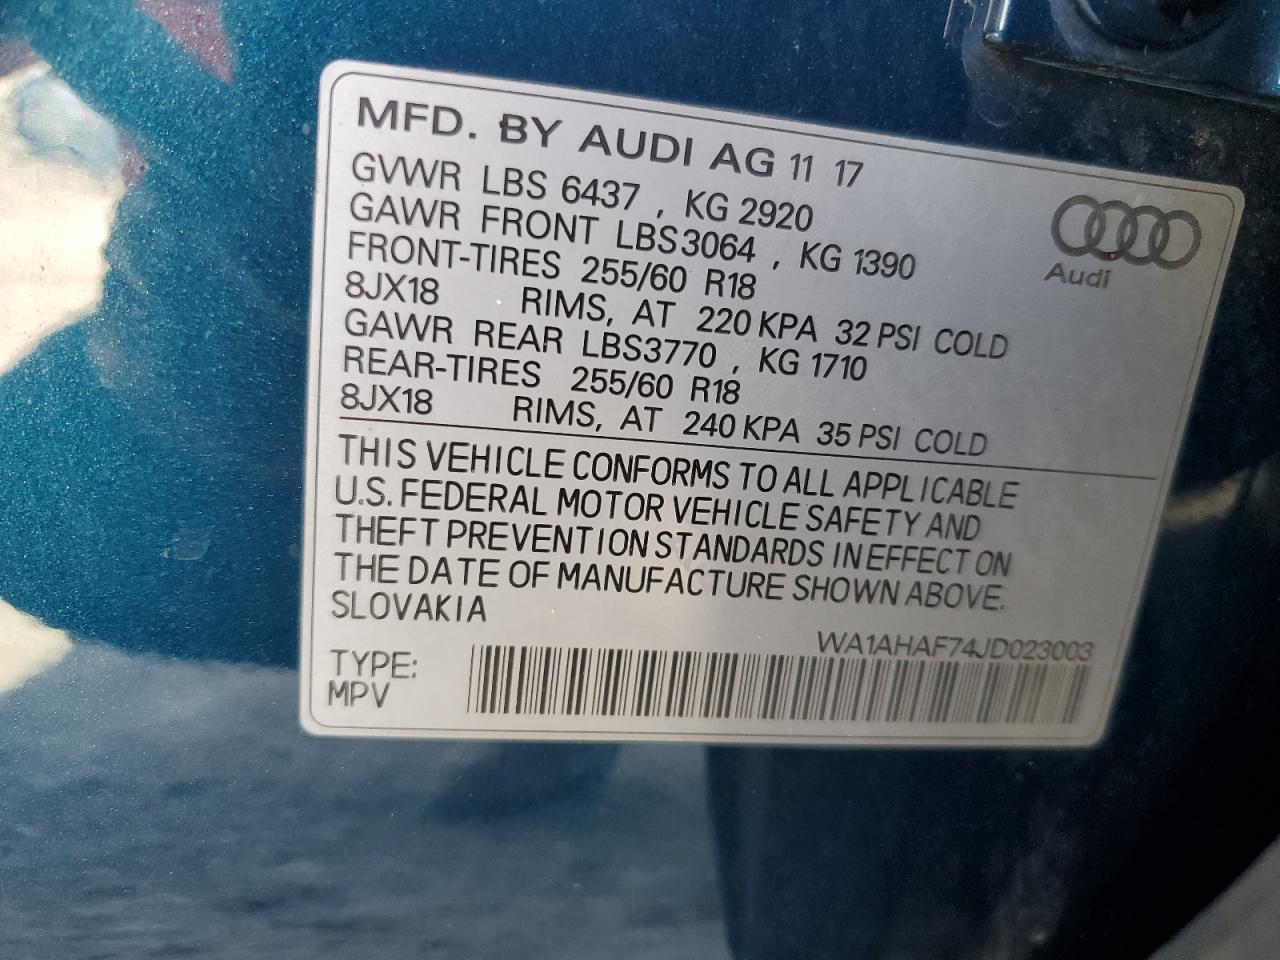 MFD. BY AUDI AG 11 17
GVWR LBS 6437 , KG 2920
GAWR FRONT LBS3064 , KG 1390
FRONT-TIRES 255/60 R18
8JX18 RIMS, AT 220 KPA 32 PSI COLD
GAWR REAR LBS3770 , KG 1710
REAR-TIRES 255/60 R18
8JX18 RIMS, AT 240 KPA 35 PSI COLD
Audi
THIS VEHICLE CONFORMS TO ALL APPLICABLE
U.S. FEDERAL MOTOR VEHICLE SAFETY AND
THEFT PREVENTION STANDARDS IN EFFECT ON
THE DATE OF MANUFACTURE SHOWN ABOVE.
SLOVAKIA
WA1AHAF74JD023003
TYPE:
MPV